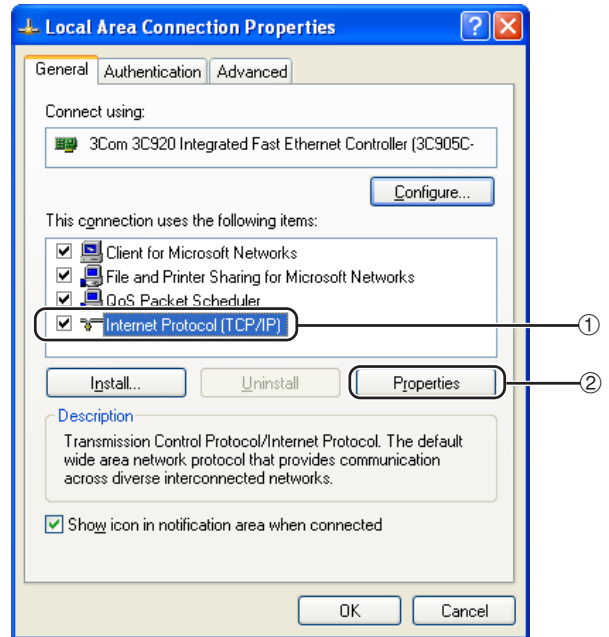 Local Area Connection Properties
General Authentication Advanced
Connect using:
3Com 3C920 Integrated Fast Ethernet Controller (3C905C-
Configure...
This connection uses the following items:
Client for Microsoft Networks
File and Printer Sharing for Microsoft Networks
QoS Packet Scheduler
Internet Protocol (TCP/IP)
①
Install... Uninstall Properties
②
Description
Transmission Control Protocol/Internet Protocol. The default
wide area network protocol that provides communication
across diverse interconnected networks.
Show icon in notification area when connected
OK Cancel